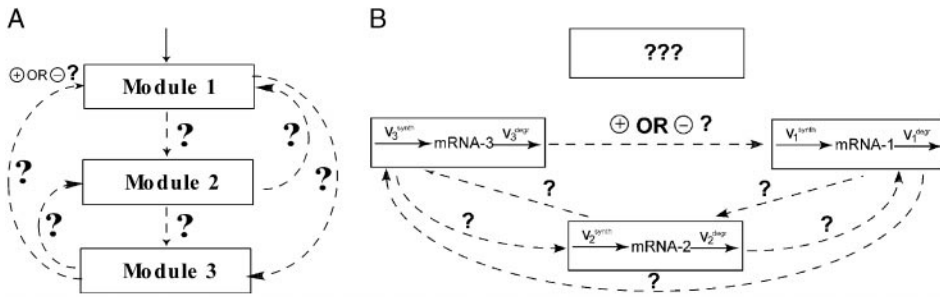 A
⊕ OR ⊖ ?
Module 1
?
?
?
?
Module 2
?
?
Module 3
B
???
V₃ˢʸⁿᵗʰ mRNA-3 V₃ᵈᵉᵍʳ
⊕ OR ⊖ ?
V₁ˢʸⁿᵗʰ mRNA-1 V₁ᵈᵉᵍʳ
?
?
?
?
V₂ˢʸⁿᵗʰ mRNA-2 V₂ᵈᵉᵍʳ
?